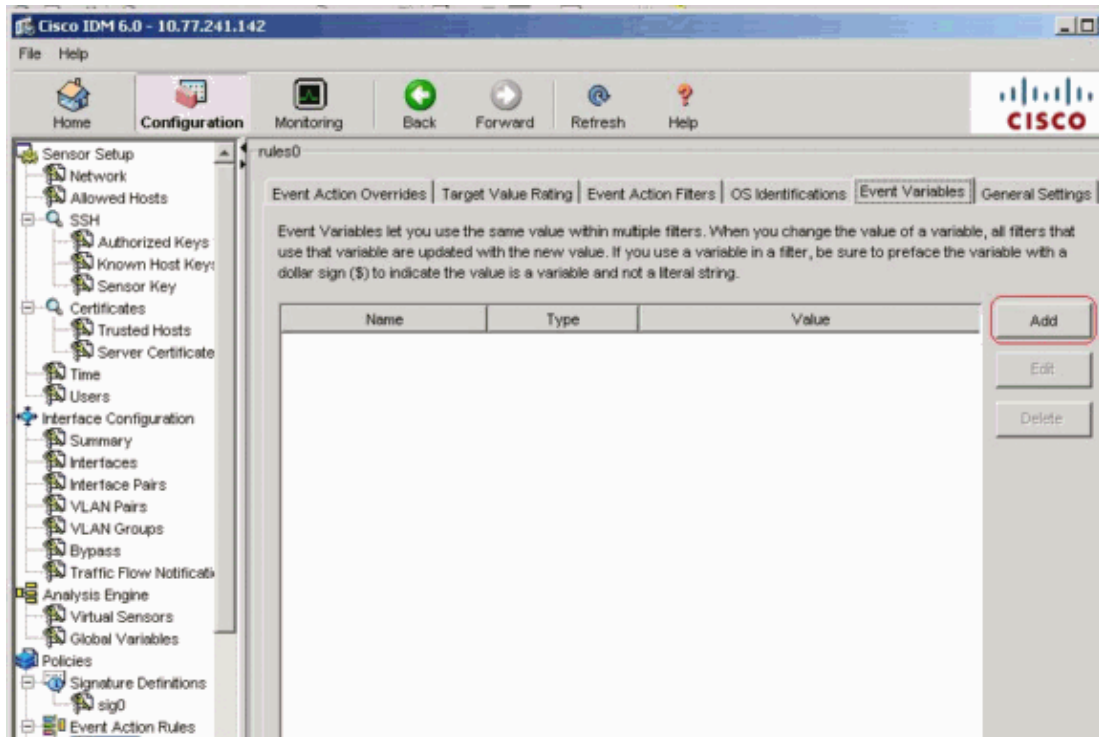 Cisco IDM 6.0 - 10.77.241.142
File Help
Home Configuration Monitoring Back Forward Refresh Help
CISCO
Sensor Setup
Network
Allowed Hosts
SSH
Authorized Keys
Known Host Keys
Sensor Key
Certificates
Trusted Hosts
Server Certificate
Time
Users
Interface Configuration
Summary
Interfaces
Interface Pairs
VLAN Pairs
VLAN Groups
Bypass
Traffic Flow Notificati
Analysis Engine
Virtual Sensors
Global Variables
Policies
Signature Definitions
sig0
Event Action Rules
rules0
Event Action Overrides Target Value Rating Event Action Filters OS Identifications Event Variables General Settings
Event Variables let you use the same value within multiple filters. When you change the value of a variable, all filters that
use that variable are updated with the new value. If you use a variable in a filter, be sure to preface the variable with a
dollar sign ($) to indicate the value is a variable and not a literal string.
Name Type Value
Add
Edit
Delete